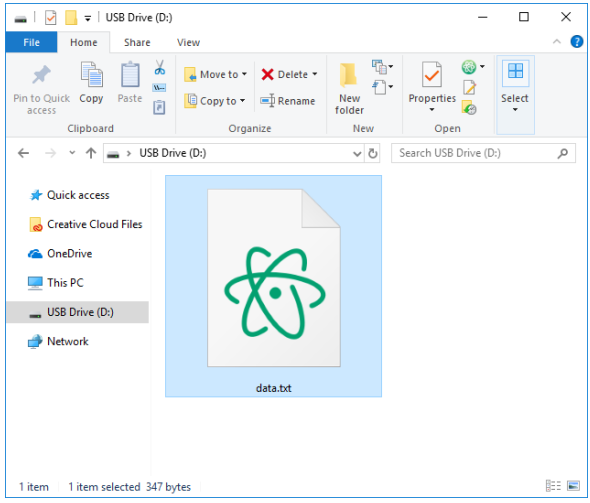 USB Drive (D:)
File Home Share View
Pin to Quick access
Copy
Paste
Move to
Copy to
Delete
Rename
New folder
Properties
Select
Clipboard Organize New Open
USB Drive (D:)
Search USB Drive (D:)
Quick access
Creative Cloud Files
OneDrive
This PC
USB Drive (D:)
Network
data.txt
1 item 1 item selected 347 bytes